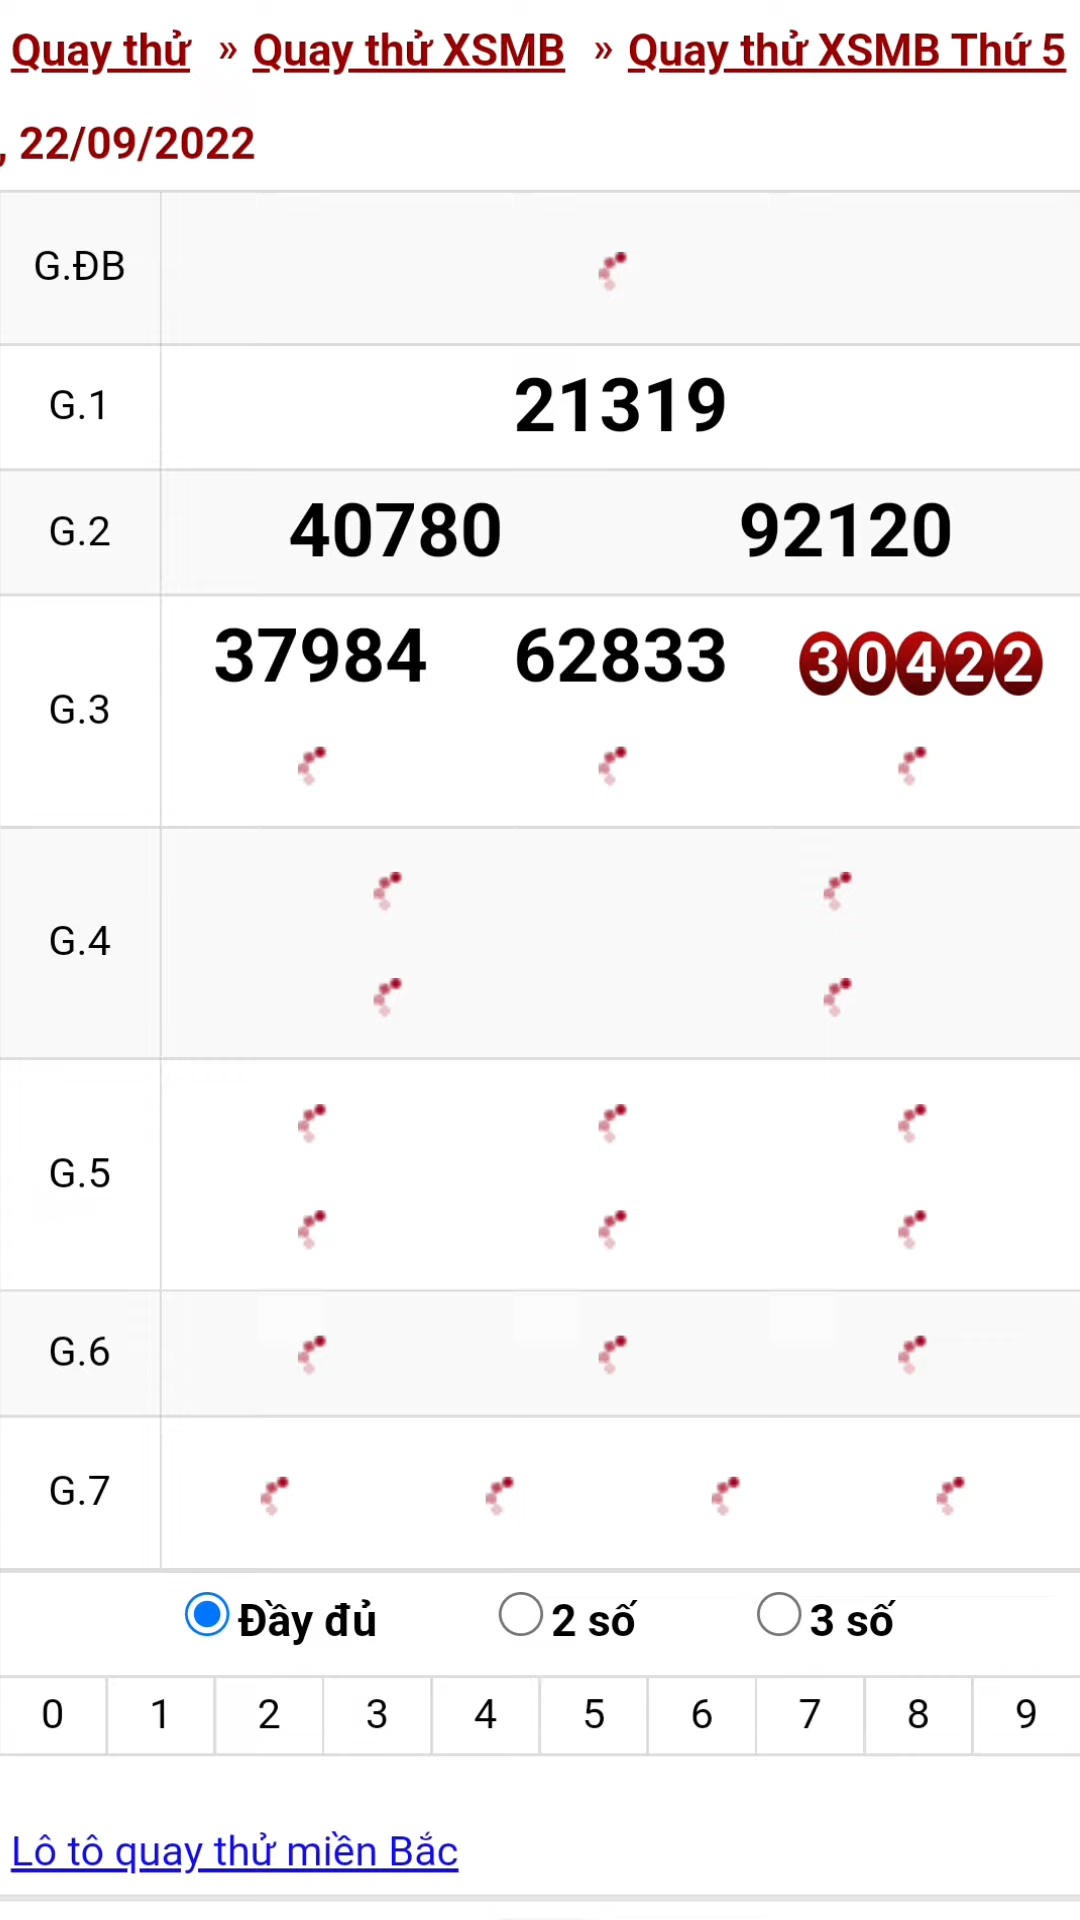 Quay thử » Quay thử XSMB » Quay thử XSMB Thứ 5
, 22/09/2022
G.ĐB
G.1 21319
G.2 40780 92120
G.3 37984 62833 30422
G.4
G.5
G.6
G.7
Đầy đủ 2 số 3 số
0 1 2 3 4 5 6 7 8 9
Lô tô quay thử miền Bắc